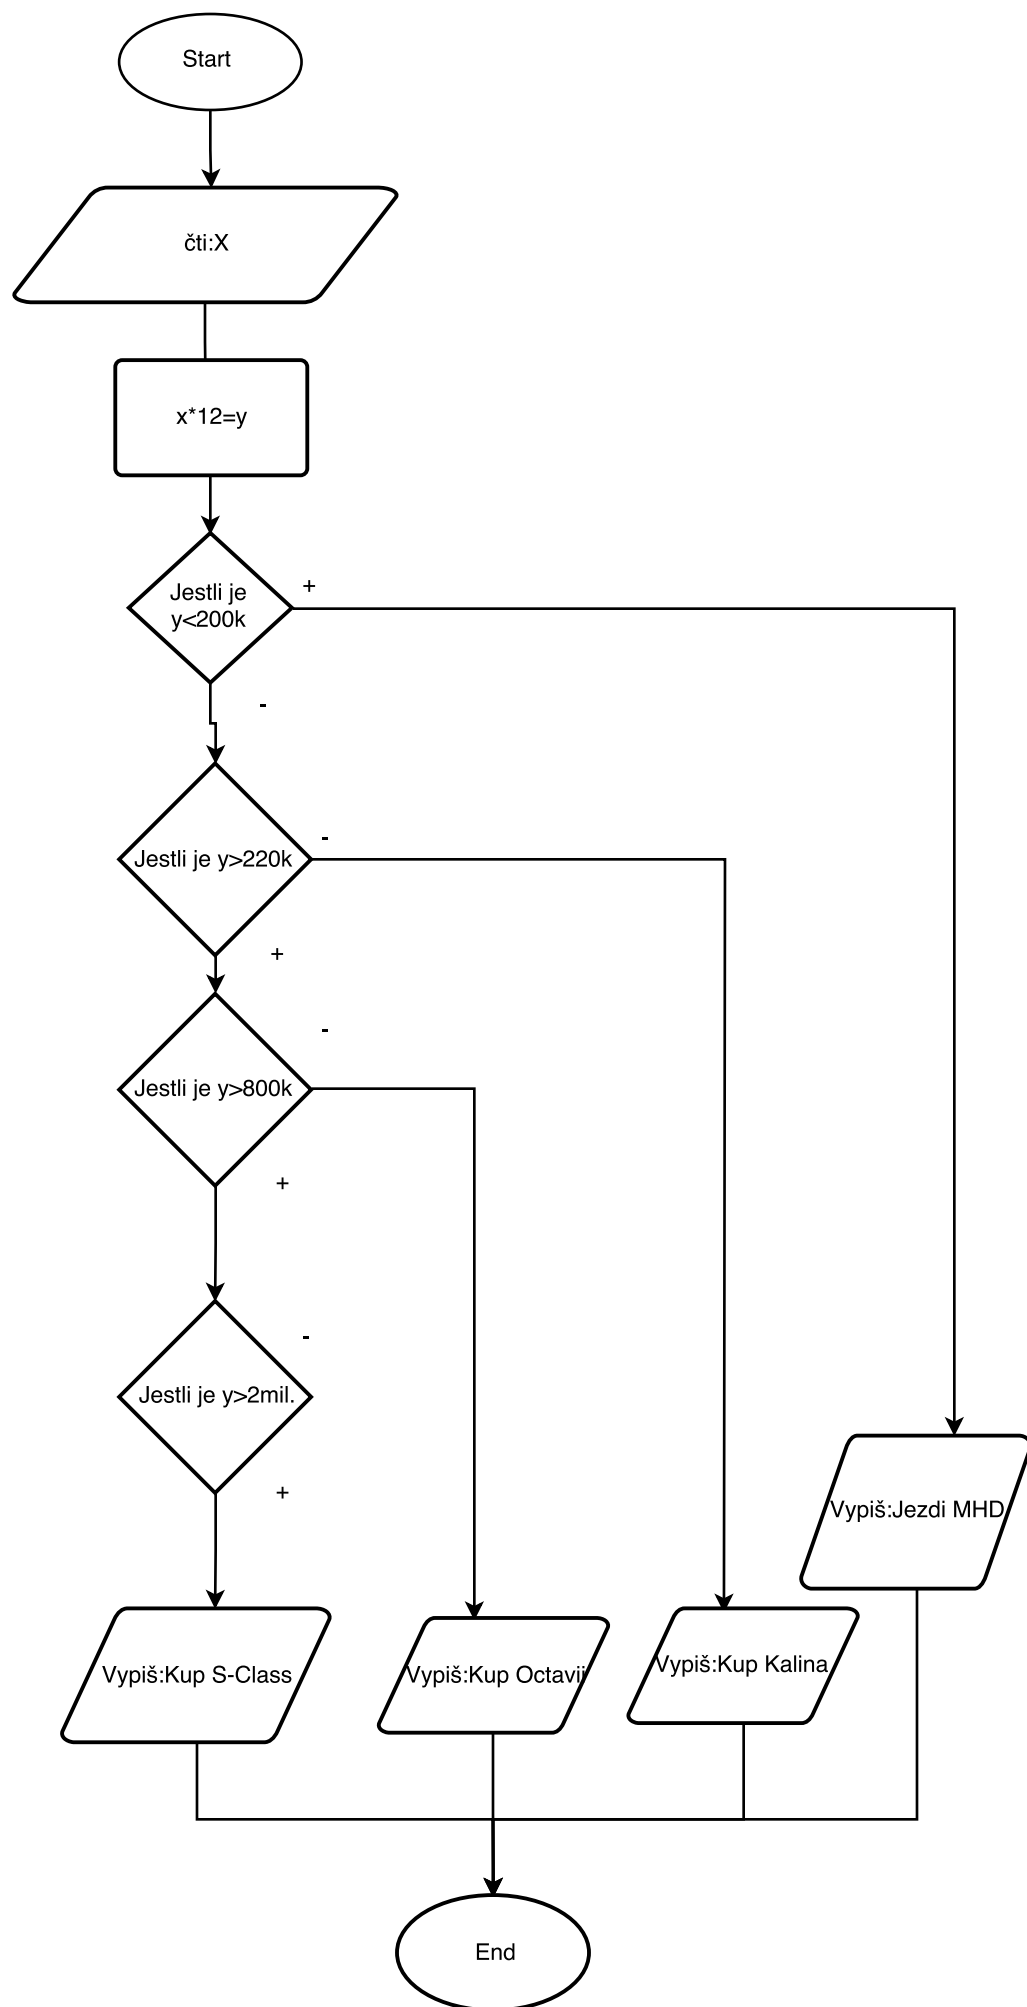 Start
čti:X
x*12=y
Jestli je
y<200k
+
-
Jestli je y>220k
-
+
Jestli je y>800k
-
+
Jestli je y>2mil.
-
+
Vypiš:Jezdi MHD
Vypiš:Kup S-Class
Vypiš:Kup Octavii
Vypiš:Kup Kalina
End